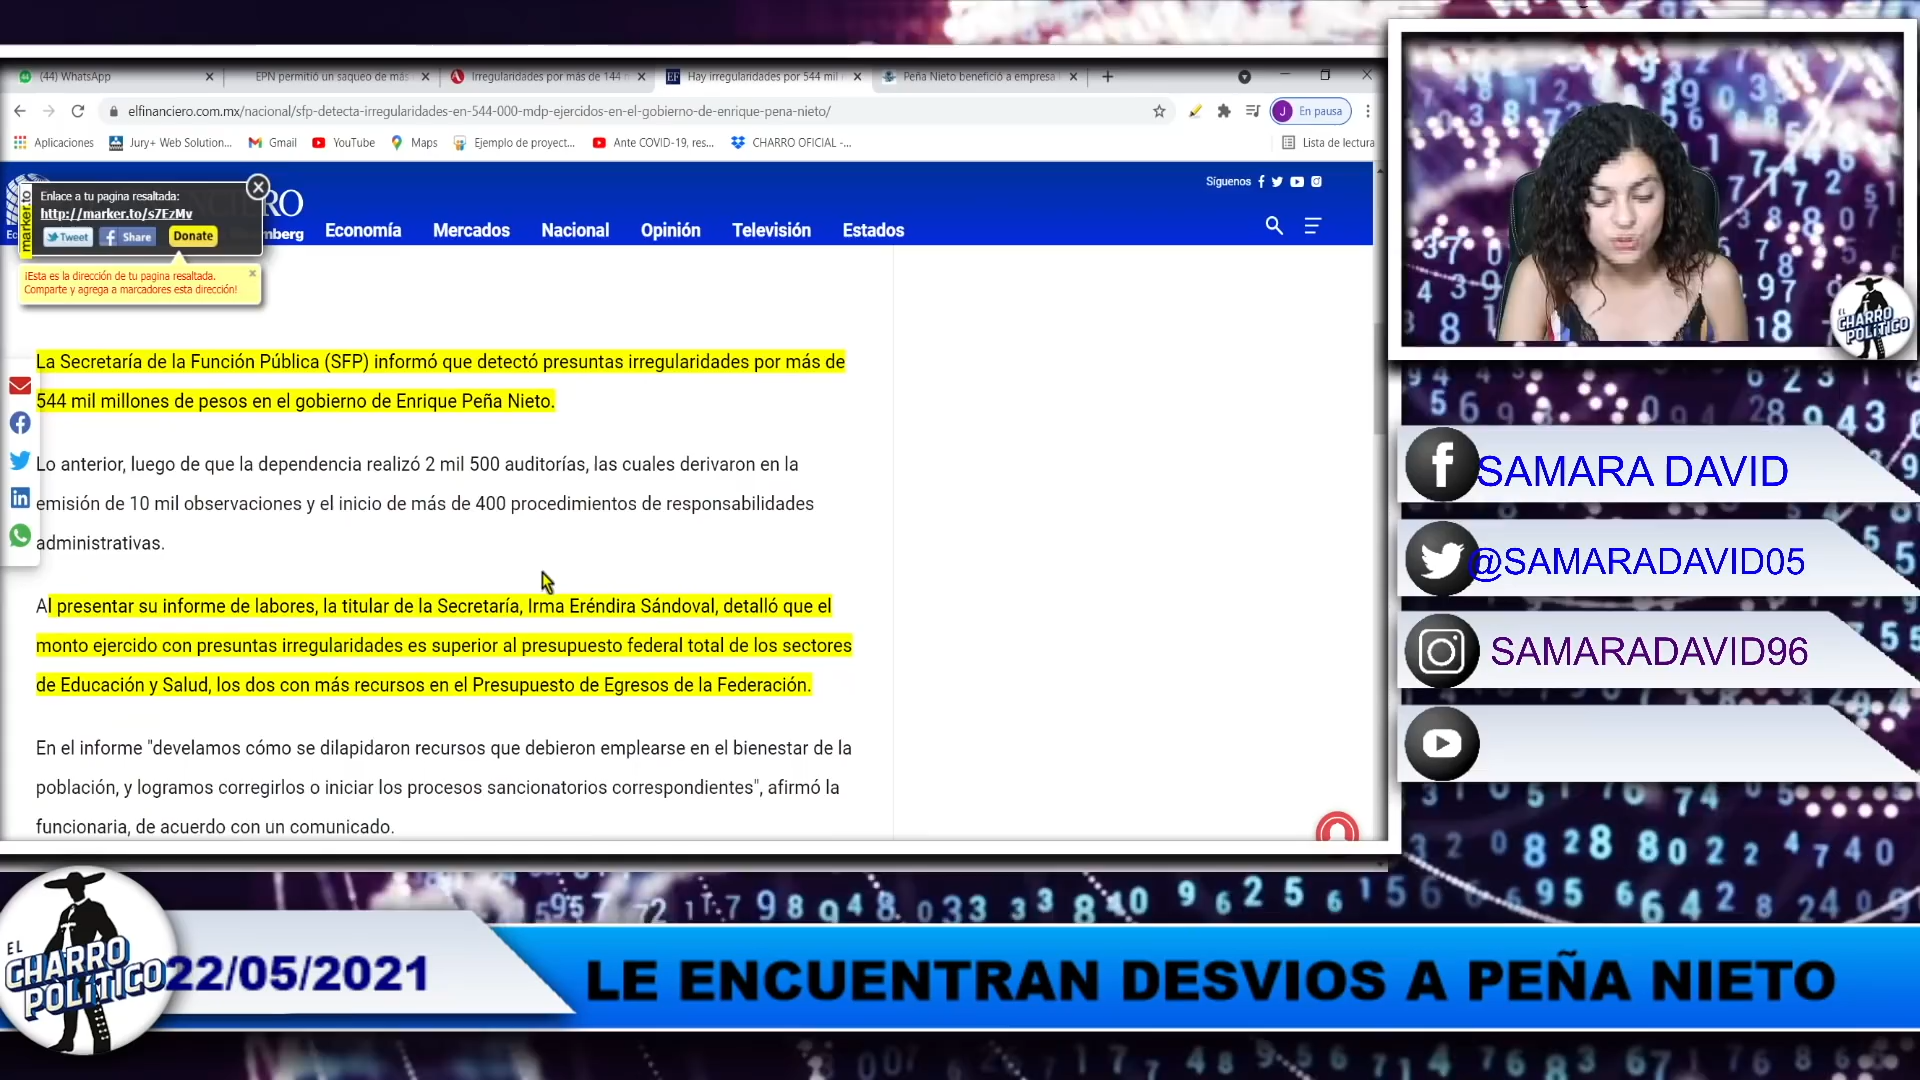 (44) WhatsApp
EPN permitió un saqueo de más
Irregularidades por más de 144 m
Hay irregularidades por 544 mil
Peña Nieto benefició a empresa
elfinanciero.com.mx/nacional/sfp-detecta-irregularidades-en-544-000-mdp-ejercidos-en-el-gobierno-de-enrique-pena-nieto/
J En pausa
Aplicaciones
Jury+ Web Solution...
Gmail
YouTube
Maps
Ejemplo de proyect...
Ante COVID-19, res...
CHARRO OFICIAL -...
Lista de lectura
Síguenos
marker.to
Enlace a tu pagina resaltada:
http://marker.to/s7EzMv
Tweet
Share
Donate
¡Esta es la dirección de tu pagina resaltada.
Comparte y agrega a marcadores esta dirección!
Economía
Mercados
Nacional
Opinión
Televisión
Estados
La Secretaría de la Función Pública (SFP) informó que detectó presuntas irregularidades por más de
544 mil millones de pesos en el gobierno de Enrique Peña Nieto.
Lo anterior, luego de que la dependencia realizó 2 mil 500 auditorías, las cuales derivaron en la
emisión de 10 mil observaciones y el inicio de más de 400 procedimientos de responsabilidades
administrativas.
Al presentar su informe de labores, la titular de la Secretaría, Irma Eréndira Sándoval, detalló que el
monto ejercido con presuntas irregularidades es superior al presupuesto federal total de los sectores
de Educación y Salud, los dos con más recursos en el Presupuesto de Egresos de la Federación.
En el informe "develamos cómo se dilapidaron recursos que debieron emplearse en el bienestar de la
población, y logramos corregirlos o iniciar los procesos sancionatorios correspondientes", afirmó la
funcionaria, de acuerdo con un comunicado.
EL
CHARRO
POLÍTICO
SAMARA DAVID
@SAMARADAVID05
SAMARADAVID96
EL
CHARRO
POLÍTICO
22/05/2021
LE ENCUENTRAN DESVIOS A PEÑA NIETO